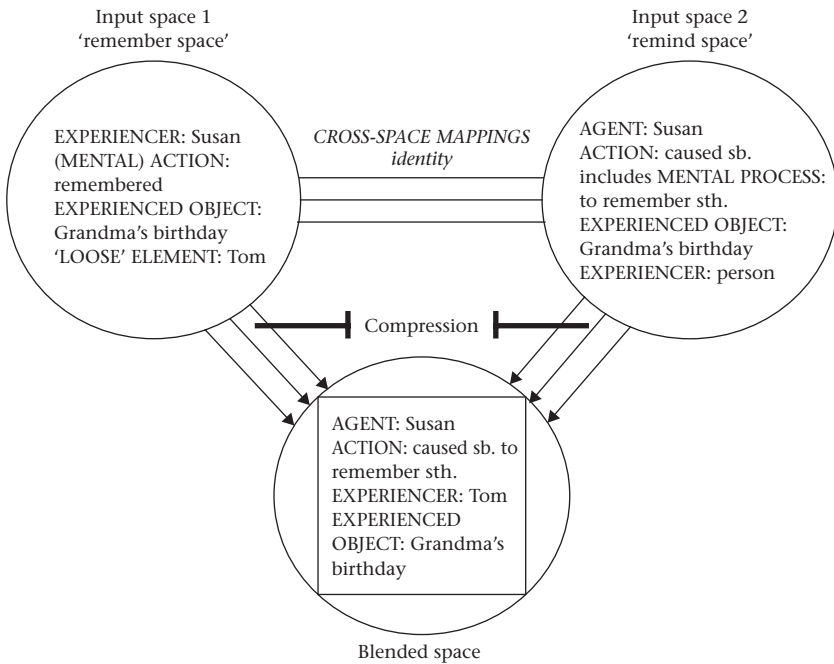 Input space 1
'remember space'
Input space 2
'remind space'
EXPERIENCER: Susan
(MENTAL) ACTION:
remembered
EXPERIENCED OBJECT:
Grandma's birthday
'LOOSE' ELEMENT: Tom
CROSS-SPACE MAPPINGS
identity
AGENT: Susan
ACTION: caused sb.
includes MENTAL PROCESS:
to remember sth.
EXPERIENCED OBJECT:
Grandma's birthday
EXPERIENCER: person
Compression
AGENT: Susan
ACTION: caused sb. to
remember sth.
EXPERIENCER: Tom
EXPERIENCED
OBJECT: Grandma's
birthday
Blended space